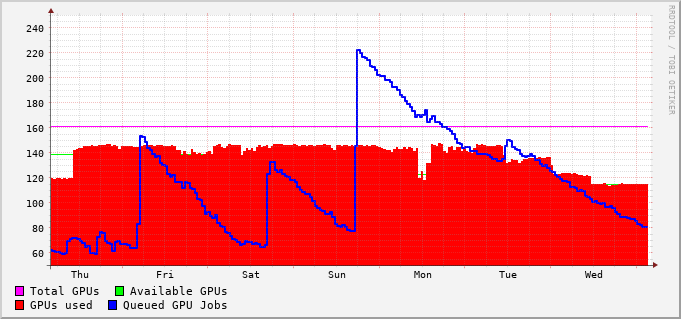 RRDTOOL / TOBI OETIKER
240
220
200
180
160
140
120
100
80
60
Thu Fri Sat Sun Mon Tue Wed
Total GPUs Available GPUs
GPUs used Queued GPU Jobs